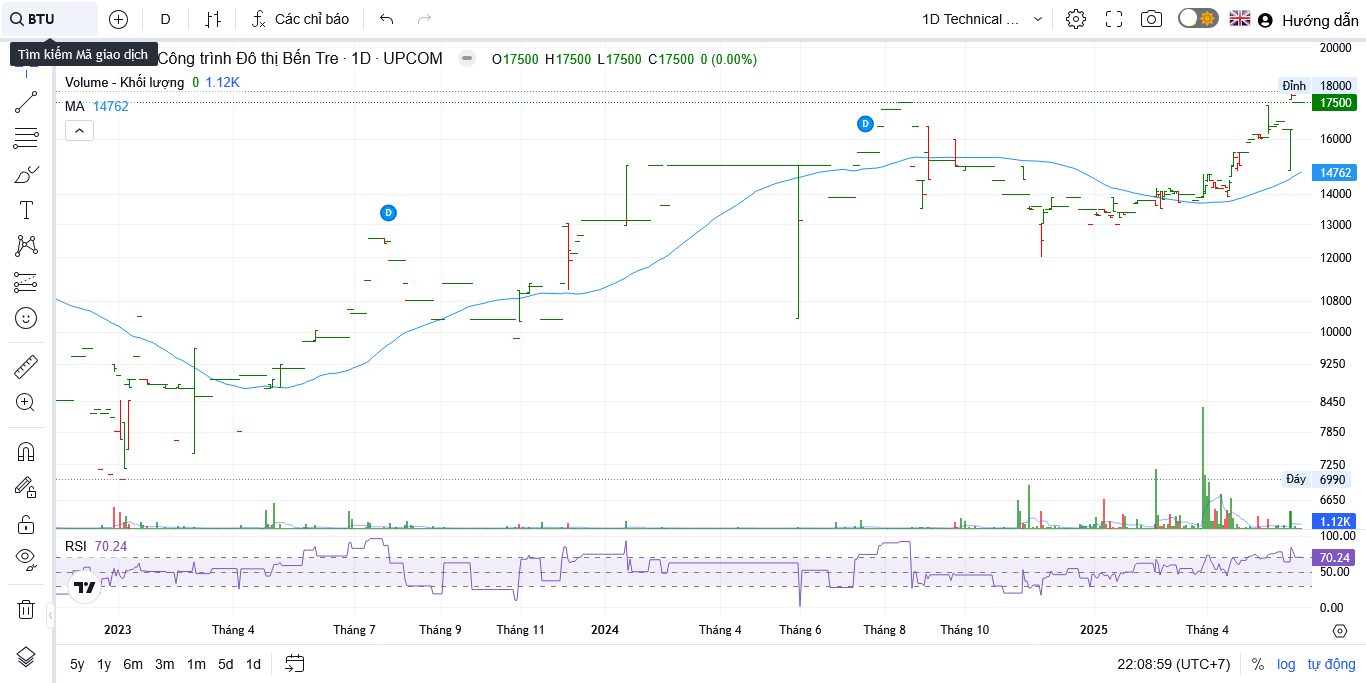 BTU
D
Các chỉ báo
1D Technical ...
Hướng dẫn
Tìm kiếm Mã giao dịch
Công trình Đô thị Bến Tre · 1D · UPCOM
O17500 H17500 L17500 C17500 0 (0.00%)
Volume - Khối lượng 0 1.12K
MA 14762
D
D
20000
Đỉnh 18000
17500
16000
14762
14000
13000
12000
10800
10000
9250
8450
7850
7250
Đáy 6990
6650
1.12K
RSI 70.24
100.00
70.24
50.00
0.00
2023 Tháng 4 Tháng 7 Tháng 9 Tháng 11 2024 Tháng 4 Tháng 6 Tháng 8 Tháng 10 2025 Tháng 4
5y 1y 6m 3m 1m 5d 1d
22:08:59 (UTC+7) % log tự động